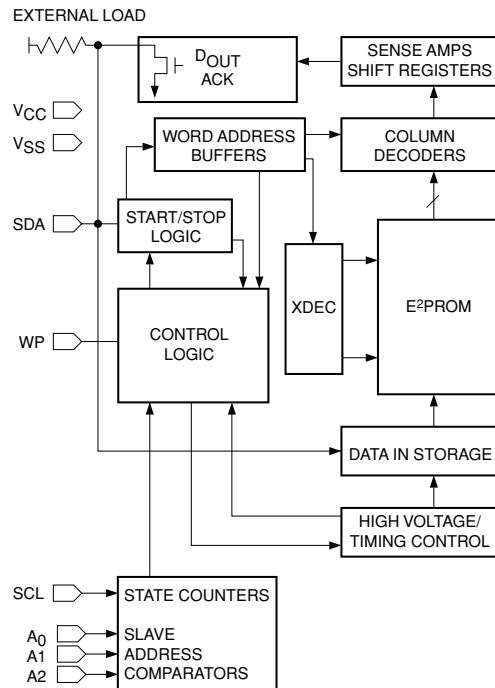 EXTERNAL LOAD
DOUT
ACK
SENSE AMPS
SHIFT REGISTERS
VCC
VSS
WORD ADDRESS
BUFFERS
COLUMN
DECODERS
SDA
START/STOP
LOGIC
XDEC
E²PROM
WP
CONTROL
LOGIC
DATA IN STORAGE
HIGH VOLTAGE/
TIMING CONTROL
SCL
STATE COUNTERS
A0
SLAVE
A1
ADDRESS
A2
COMPARATORS